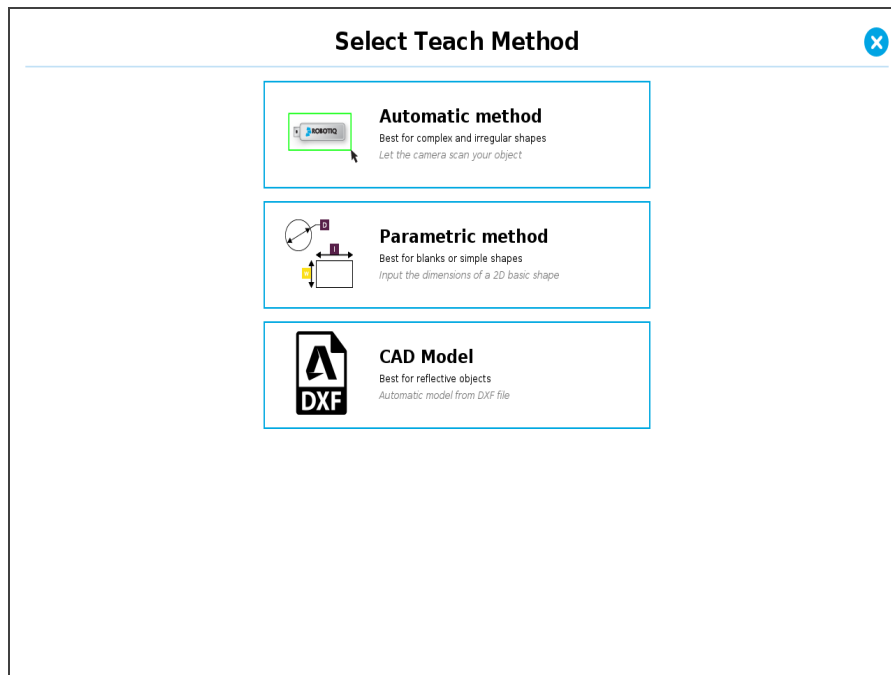 Select Teach Method
ROBOTIQ
Automatic method
Best for complex and irregular shapes
Let the camera scan your object
D
l
Parametric method
Best for blanks or simple shapes
Input the dimensions of a 2D basic shape
DXF
CAD Model
Best for reflective objects
Automatic model from DXF file